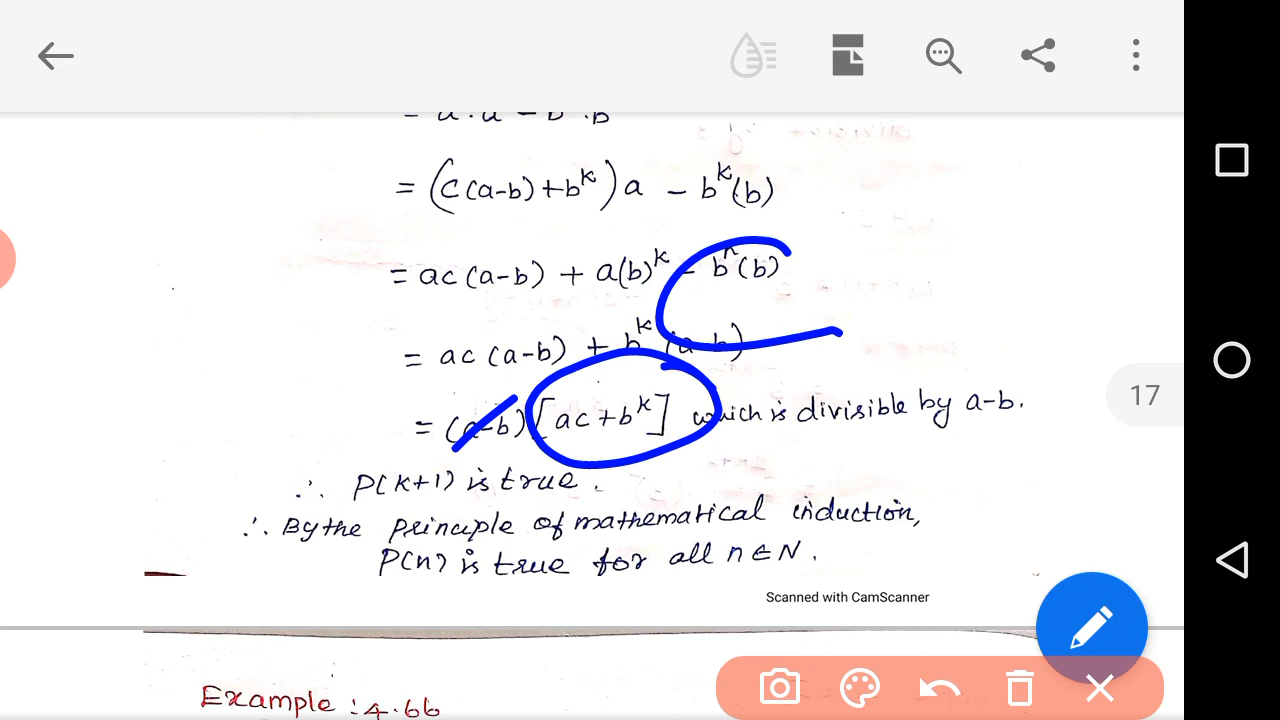 = (c(a-b)+b^k)a - b^k(b)
= ac(a-b) + a(b)^k - b^k(b)
= ac(a-b) + b^k(a-b)
= (a-b)[ac+b^k] which is divisible by a-b.
17
∴ P(k+1) is true.
∴ By the principle of mathematical induction,
P(n) is true for all n∈N.
Scanned with CamScanner
Example : 4.66